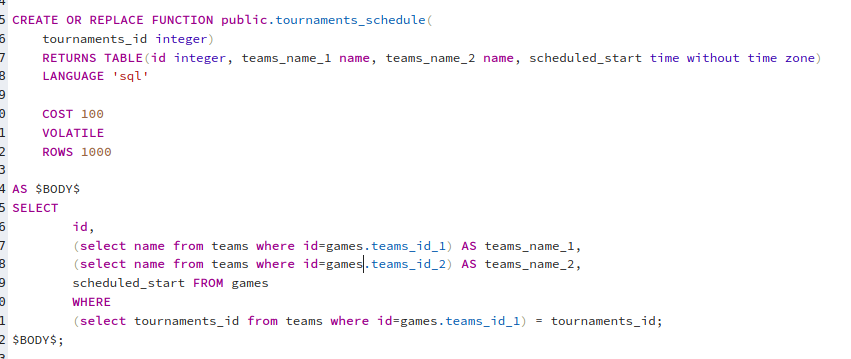 4
5 CREATE OR REPLACE FUNCTION public.tournaments_schedule(
6     tournaments_id integer)
7     RETURNS TABLE(id integer, teams_name_1 name, teams_name_2 name, scheduled_start time without time zone)
8     LANGUAGE 'sql'
9
0     COST 100
1     VOLATILE
2     ROWS 1000
3
4 AS $BODY$
5 SELECT
6         id,
7         (select name from teams where id=games.teams_id_1) AS teams_name_1,
8         (select name from teams where id=games.teams_id_2) AS teams_name_2,
9         scheduled_start FROM games
0         WHERE
1         (select tournaments_id from teams where id=games.teams_id_1) = tournaments_id;
2 $BODY$;
3